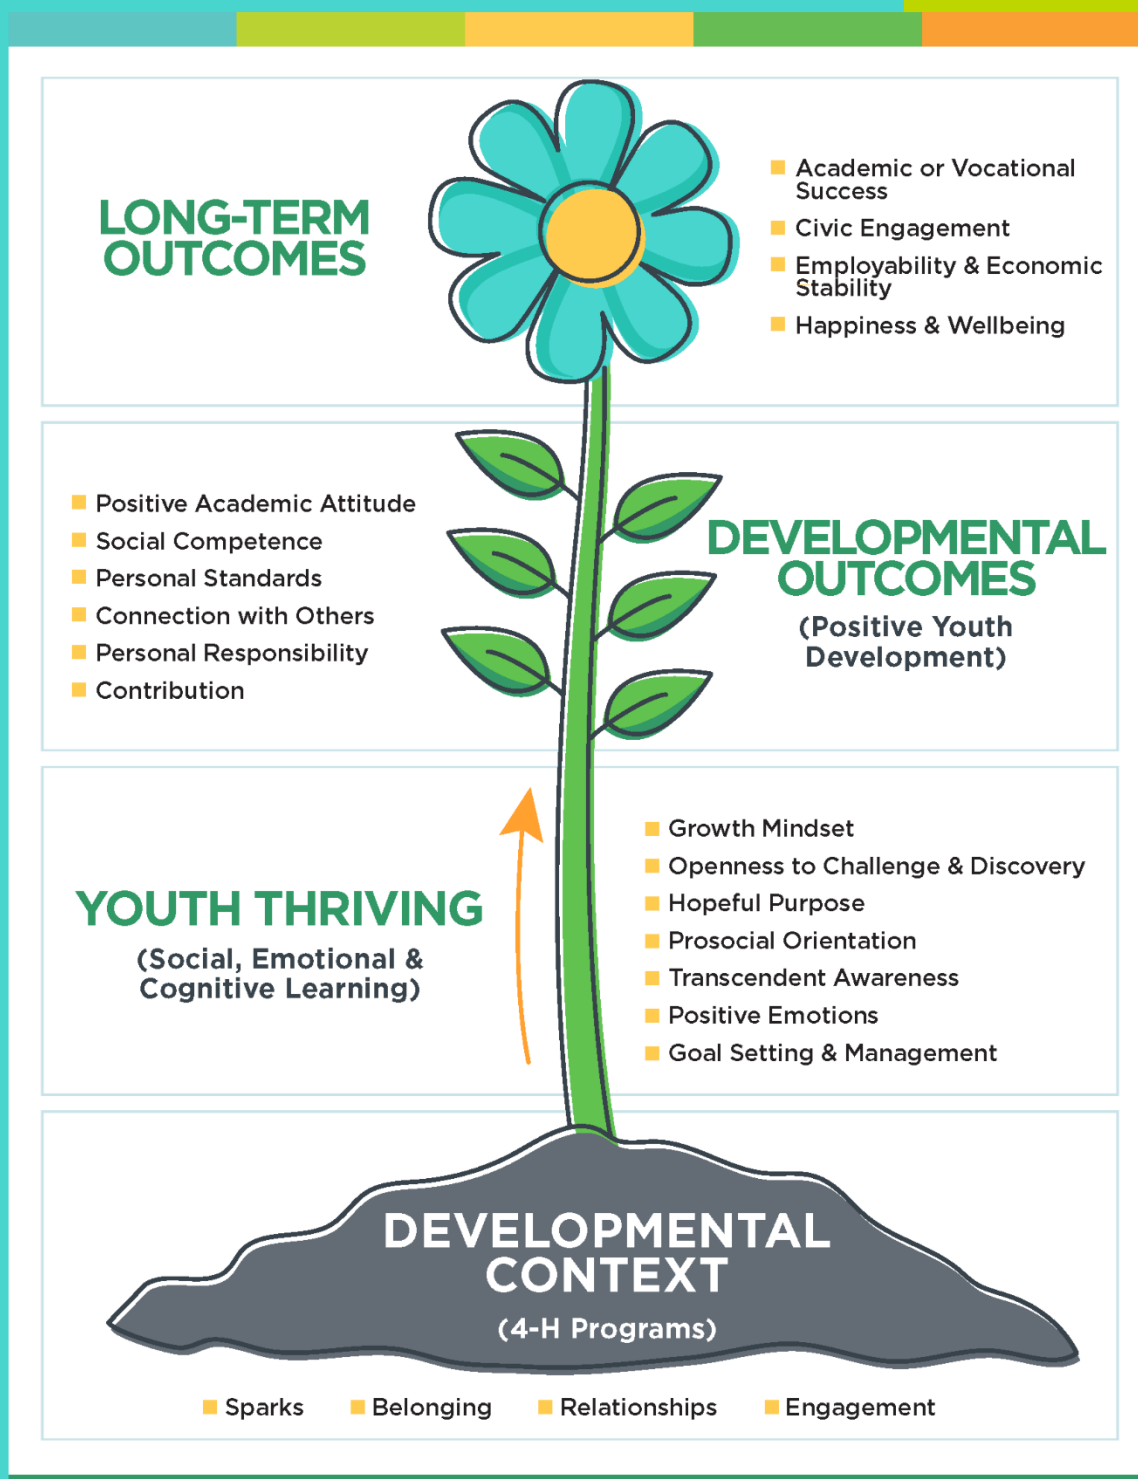 LONG-TERM
OUTCOMES
Academic or Vocational
Success
Civic Engagement
Employability & Economic
Stability
Happiness & Wellbeing
Positive Academic Attitude
Social Competence
Personal Standards
Connection with Others
Personal Responsibility
Contribution
DEVELOPMENTAL
OUTCOMES
(Positive Youth
Development)
YOUTH THRIVING
(Social, Emotional &
Cognitive Learning)
Growth Mindset
Openness to Challenge & Discovery
Hopeful Purpose
Prosocial Orientation
Transcendent Awareness
Positive Emotions
Goal Setting & Management
DEVELOPMENTAL
CONTEXT
(4-H Programs)
Sparks Belonging Relationships Engagement